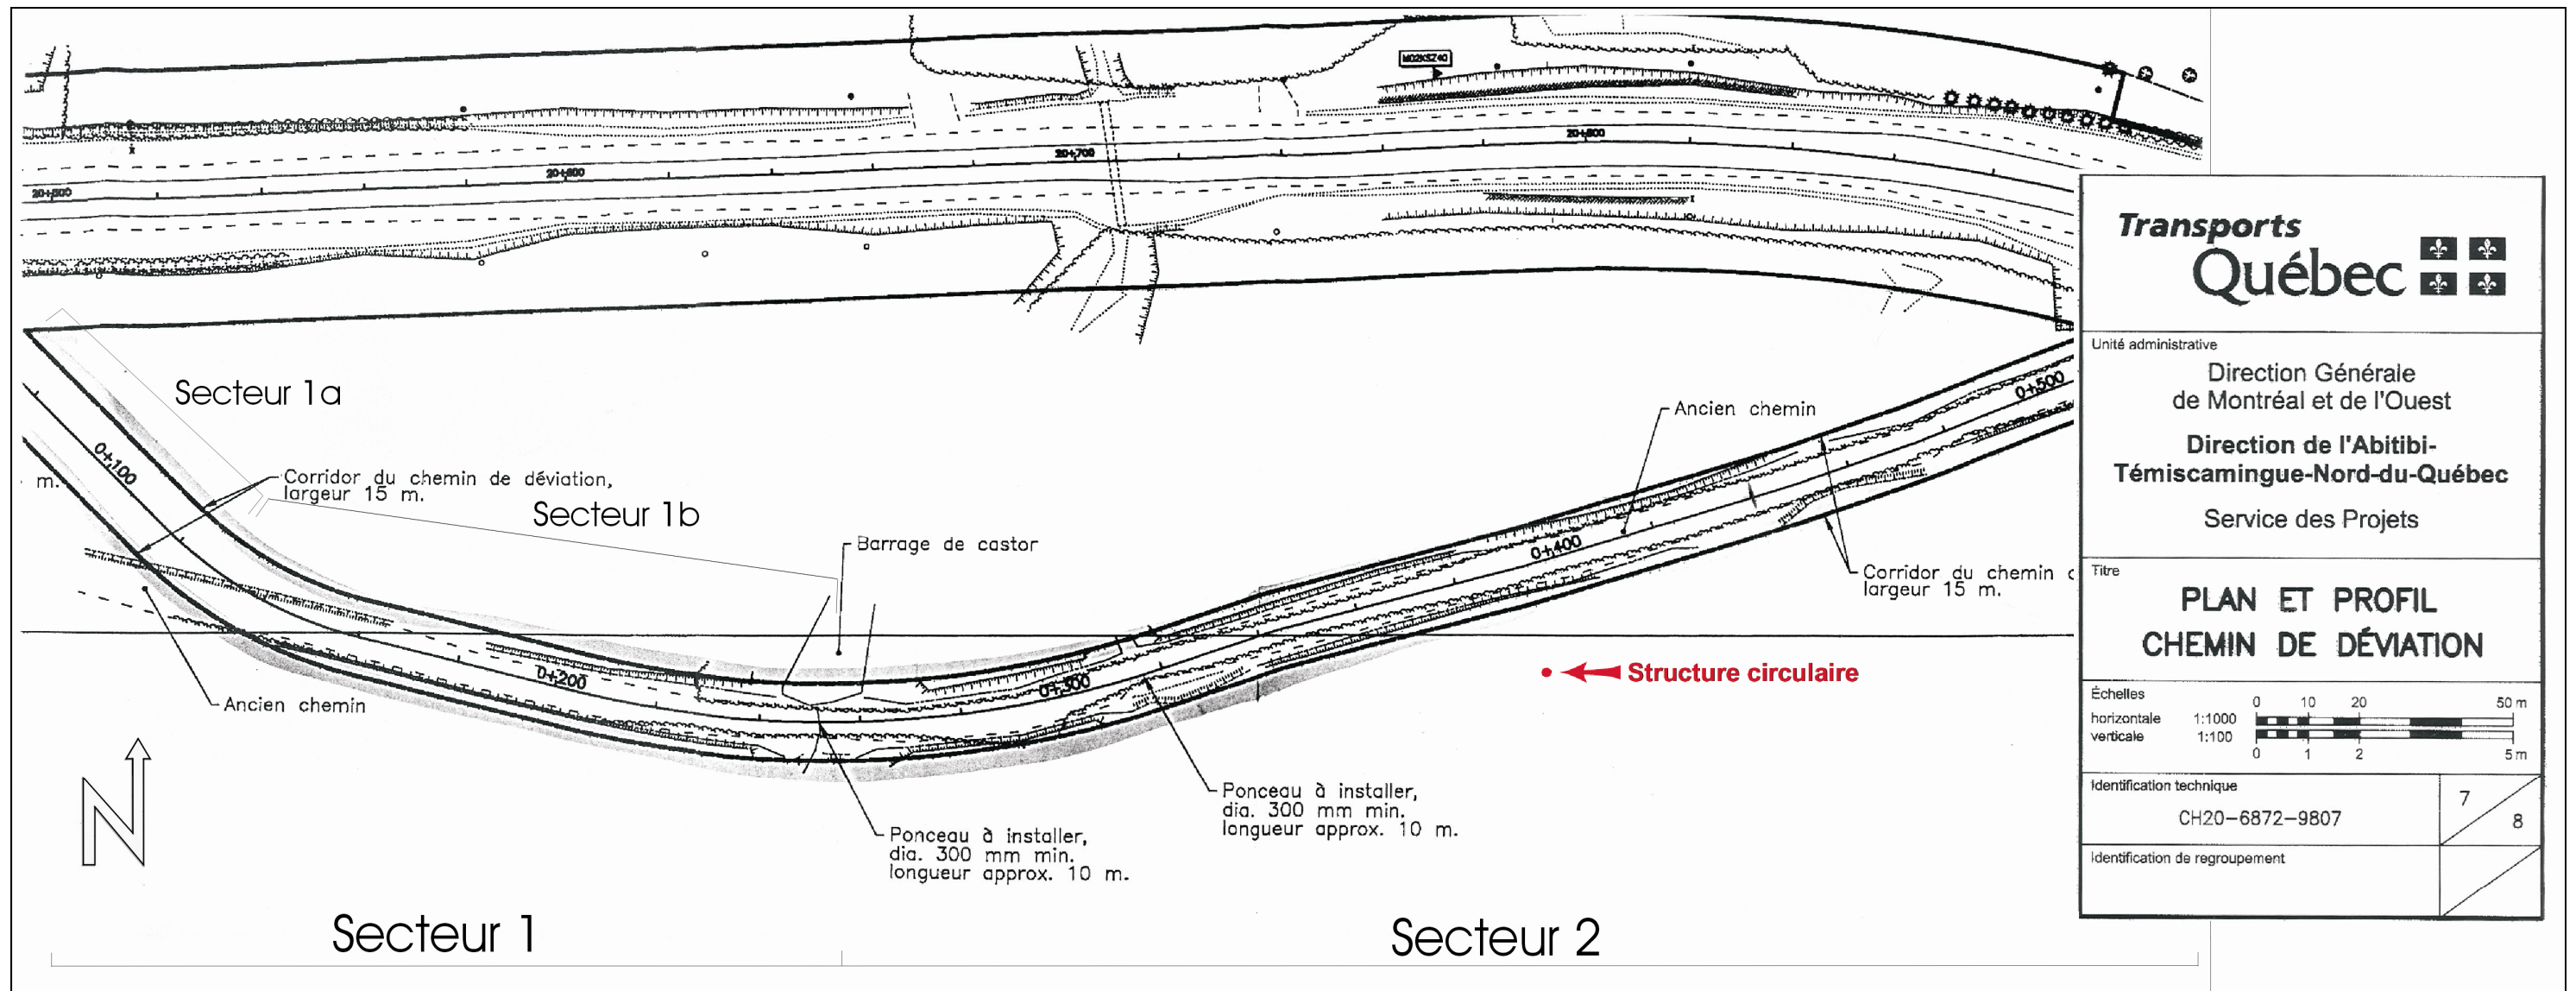 M02KSZ40
20+800
20+700
20+600
20+500
Secteur 1a
0+100
m.
Corridor du chemin de déviation,
largeur 15 m.
Secteur 1b
Barrage de castor
Ancien chemin
0+500
0+400
Corridor du chemin
largeur 15 m.
Structure circulaire
0+200
0+300
Ancien chemin
N
Ponceau à installer,
dia. 300 mm min.
longueur approx. 10 m.
Ponceau à installer,
dia. 300 mm min.
longueur approx. 10 m.
Secteur 1
Secteur 2
Transports
Québec
Unité administrative
Direction Générale
de Montréal et de l'Ouest
Direction de l'Abitibi-
Témiscamingue-Nord-du-Québec
Service des Projets
Titre
PLAN ET PROFIL
CHEMIN DE DÉVIATION
Échelles
0 10 20 50 m
horizontale 1:1000
verticale 1:100
0 1 2 5 m
Identification technique
CH20-6872-9807
7
8
Identification de regroupement